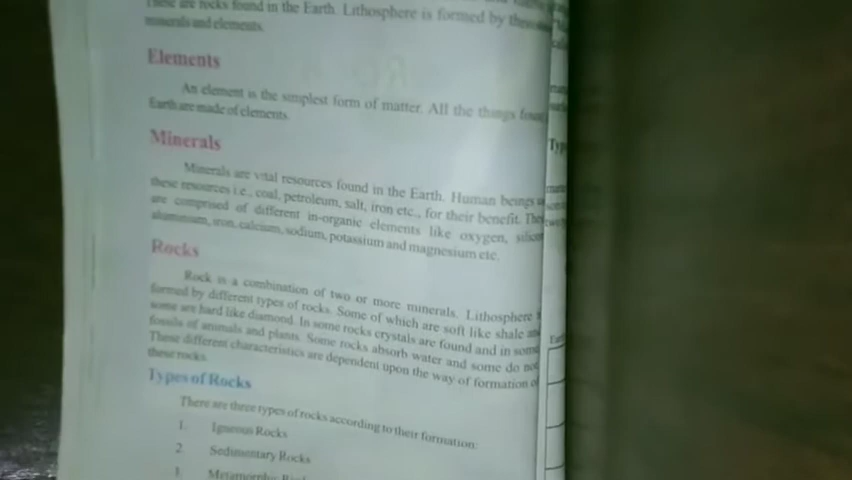 These are rocks found in the Earth. Lithosphere is formed by these
minerals and elements.
Elements
An element is the simplest form of matter. All the things found
Earth are made of elements.
Minerals
Minerals are vital resources found in the Earth. Human beings
these resources i.e., coal, petroleum, salt, iron etc., for their benefit. They
are comprised of different in-organic elements like oxygen, silicon
aluminium, iron, calcium, sodium, potassium and magnesium etc.
Rocks
Rock is a combination of two or more minerals. Lithosphere
formed by different types of rocks. Some of which are soft like shale and
some are hard like diamond. In some rocks crystals are found and in some
fossils of animals and plants. Some rocks absorb water and some do not
These different characteristics are dependent upon the way of formation of
these rocks.
Types of Rocks
There are three types of rocks according to their formation:
1. Igneous Rocks
2. Sedimentary Rocks
Typ
Eart